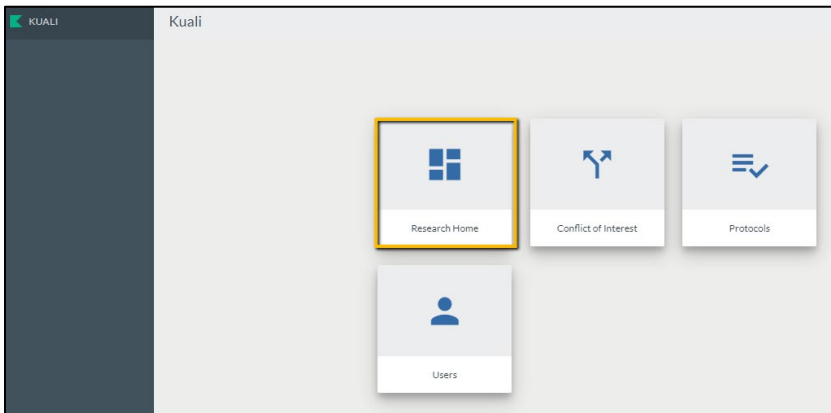 KUALI
Kuali
Research Home
Conflict of Interest
Protocols
Users